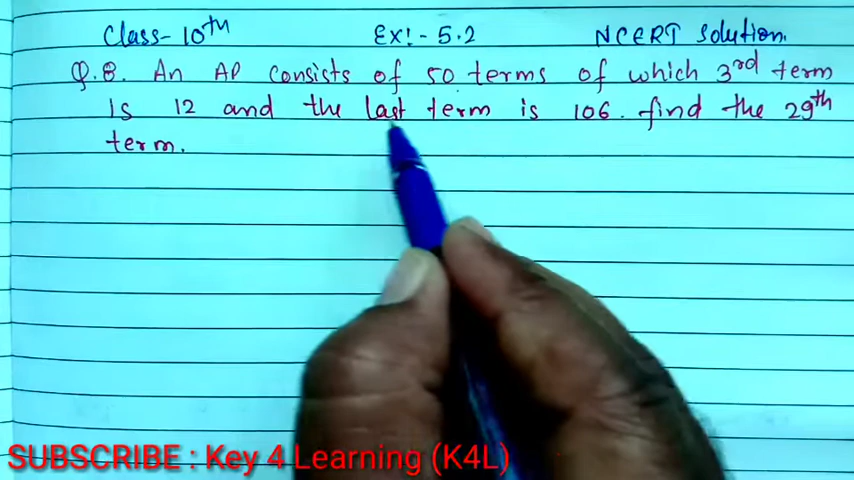 Class- 10th Ex!- 5.2 NCERT Solution.
Q.8. An AP consists of 50 terms of which 3rd term
is 12 and the last term is 106. find the 29th
term.
SUBSCRIBE : Key 4 Learning (K4L)